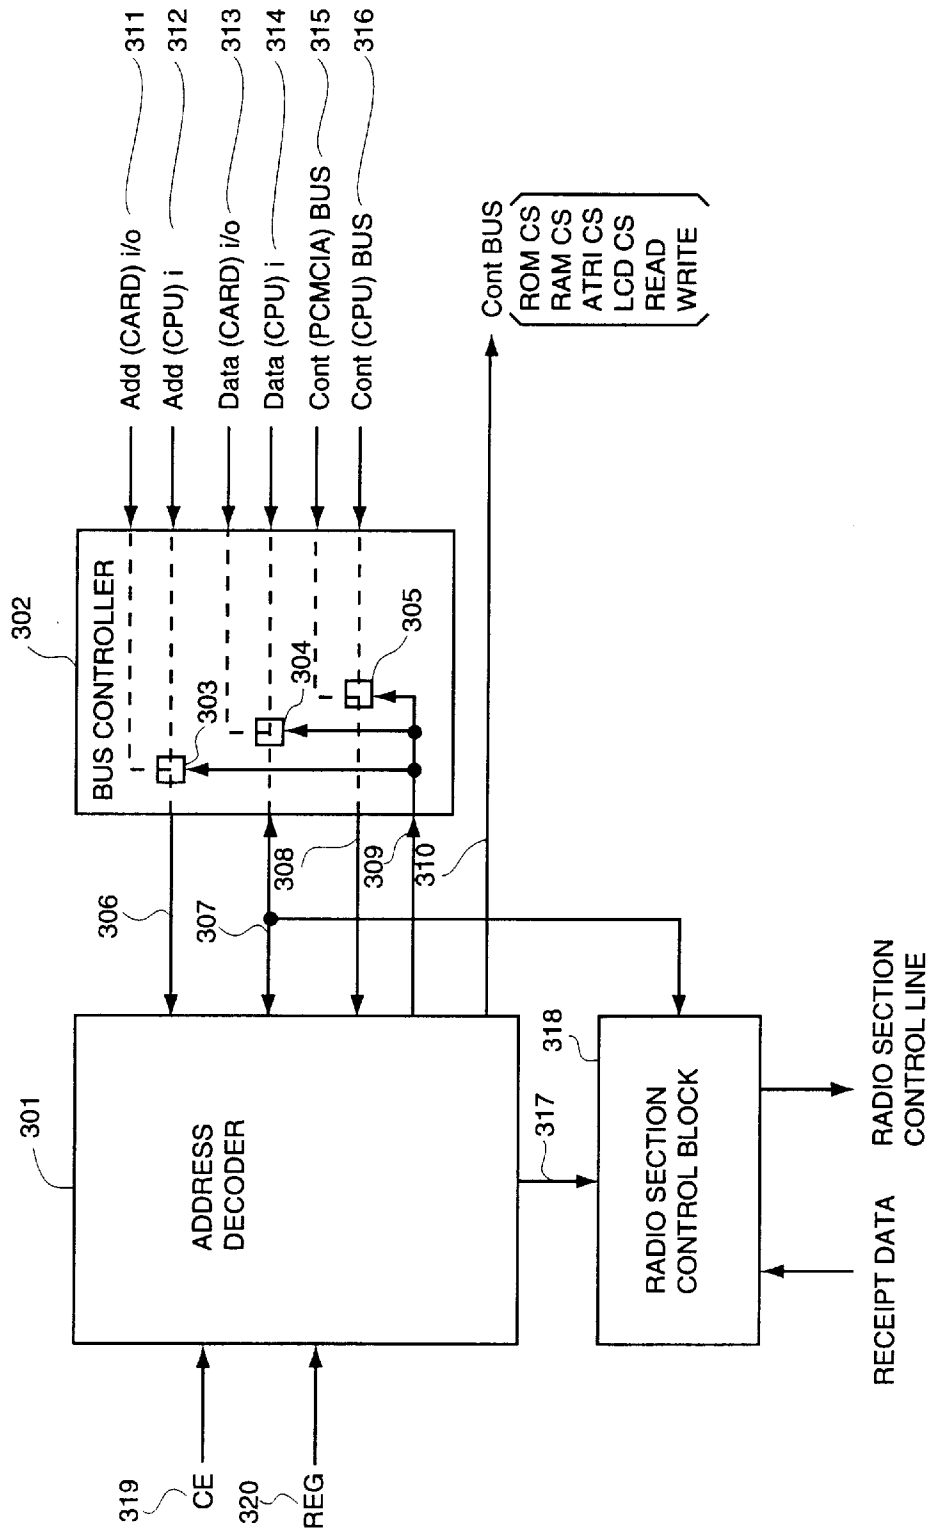 311
312
313
314
315
316
Add (CARD) i/o
Add (CPU) i
Data (CARD) i/o
Data (CPU) i
Cont (PCMCIA) BUS
Cont (CPU) BUS
Cont BUS
ROM CS
RAM CS
ATRI CS
LCD CS
READ
WRITE
302
BUS CONTROLLER
303
304
305
306
307
308
309
310
301
ADDRESS
DECODER
317
318
RADIO SECTION
CONTROL BLOCK
RADIO SECTION
CONTROL LINE
RECEIPT DATA
319
CE
320
REG